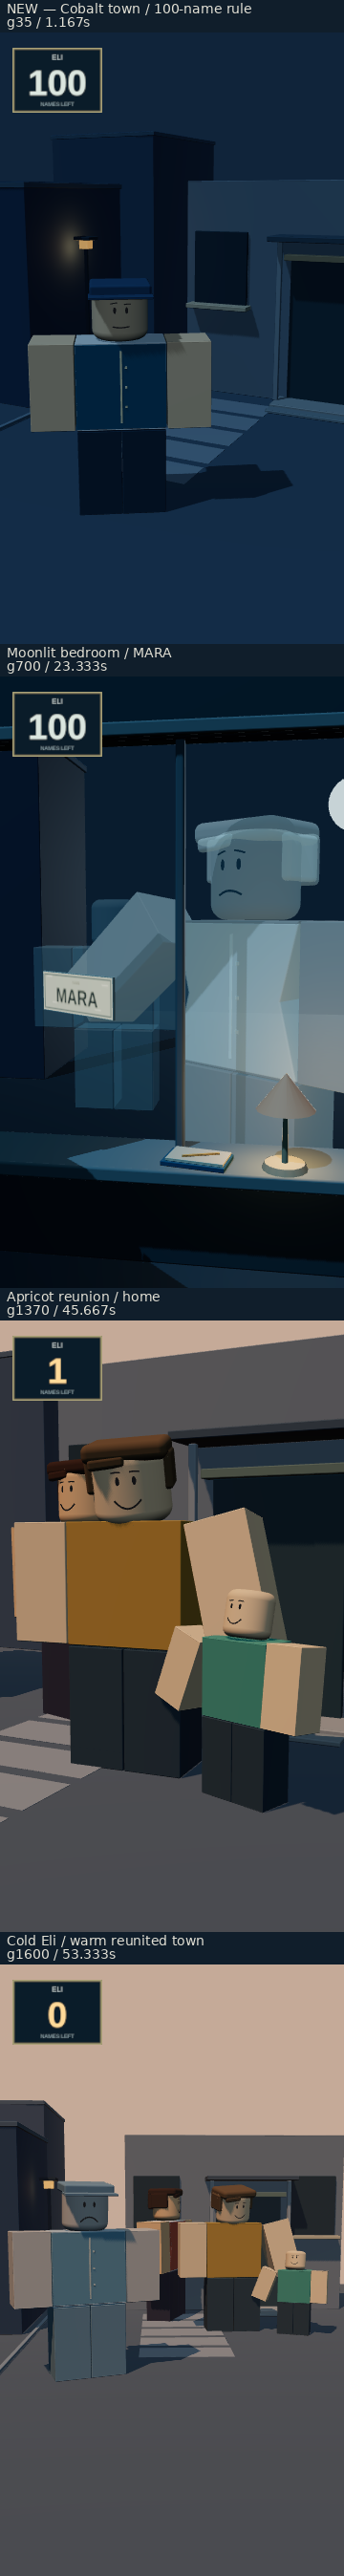 NEW — Cobalt town / 100-name rule
g35 / 1.167s
ELI
100
NAMES LEFT
Moonlit bedroom / MARA
g700 / 23.333s
ELI
100
NAMES LEFT
MARA
Apricot reunion / home
g1370 / 45.667s
ELI
1
NAMES LEFT
Cold Eli / warm reunited town
g1600 / 53.333s
ELI
0
NAMES LEFT